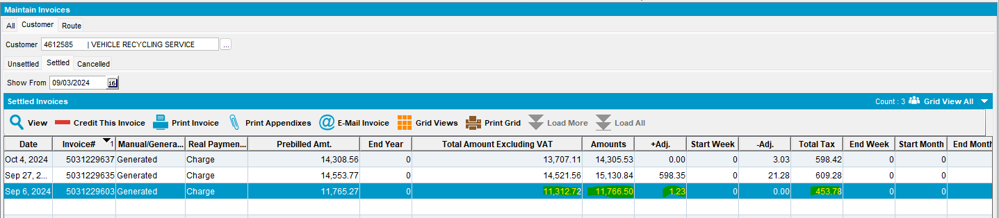 Maintain Invoices
All Customer Route
Customer 4612585 | VEHICLE RECYCLING SERVICE ...
Unsettled Settled Cancelled
Show From 09/03/2024 16
Settled Invoices Count : 3 Grid View All
View Credit This Invoice Print Invoice Print Appendixes @ E-Mail Invoice Grid Views Print Grid Load More Load All
Date Invoice# 1 Manual/Genera... Real Paymen... Prebilled Amt. End Year Total Amount Excluding VAT Amounts +Adj. Start Week -Adj. Total Tax End Week Start Month End Month
Oct 4, 2024 5031229637 Generated Charge 14,308.56 0 13,707.11 14,305.53 0.00 0 3.03 598.42 0 0
Sep 27, 2... 5031229635 Generated Charge 14,553.77 0 14,521.56 15,130.84 598.35 0 21.28 609.28 0 0
Sep 6, 2024 5031229603 Generated Charge 11,765.27 0 11,312.72 11,766.50 1.23 0 0.00 453.78 0 0